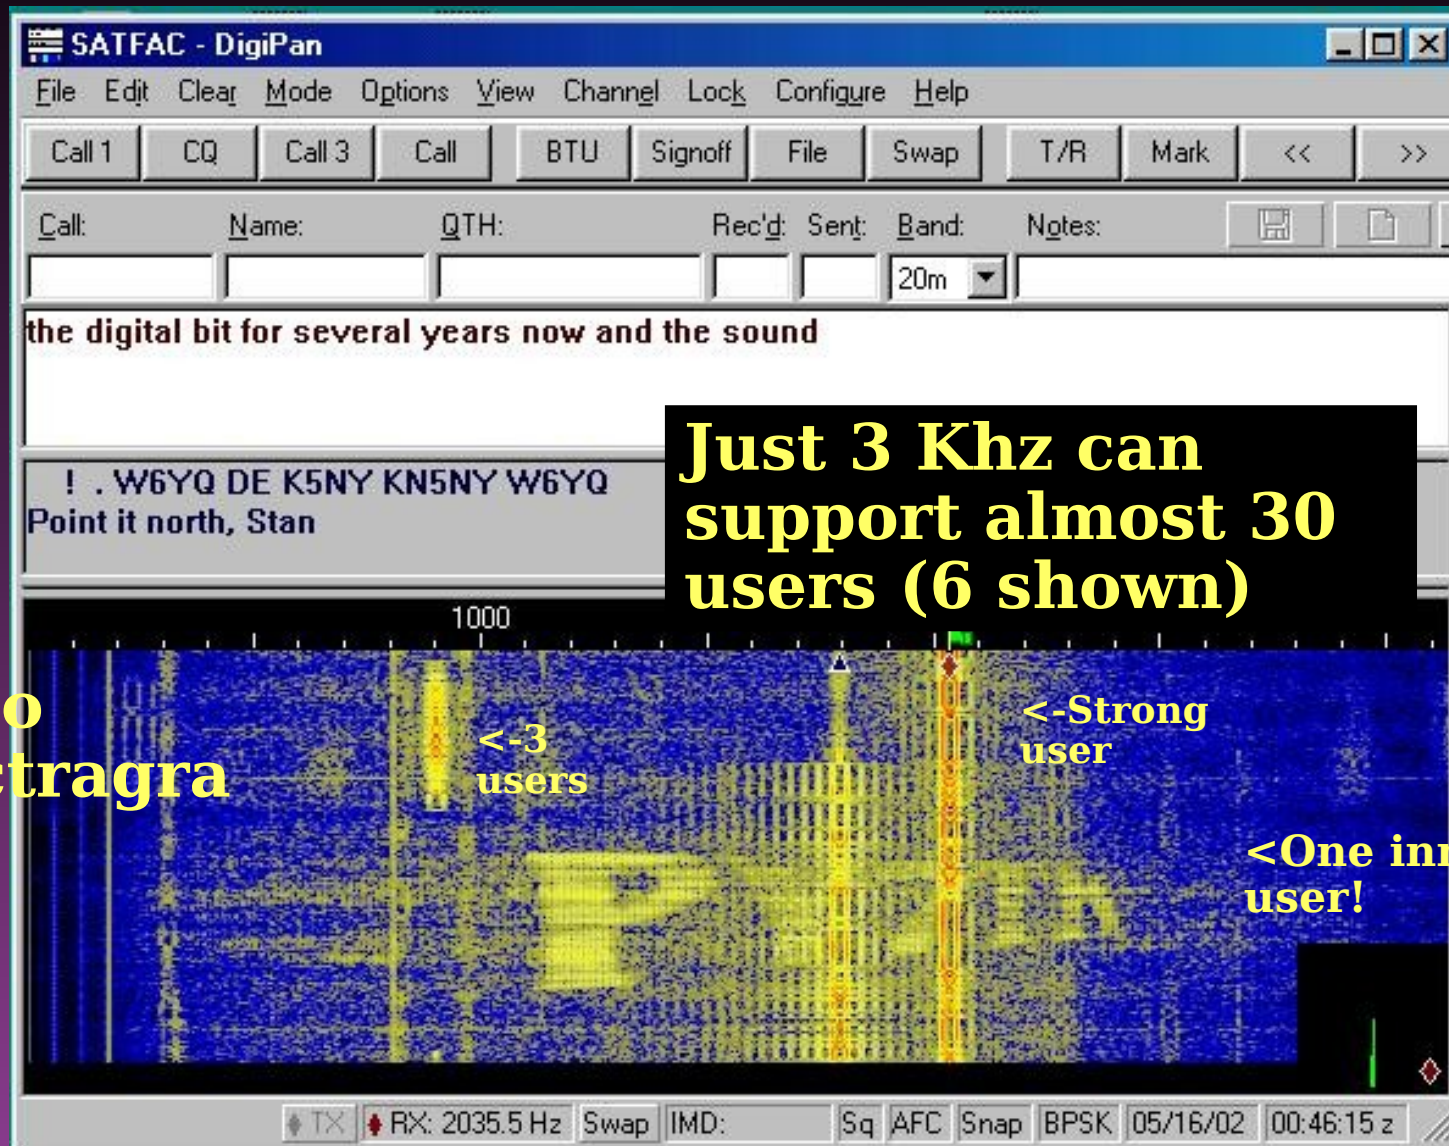 SATFAC - DigiPan
File Edit Clear Mode Options View Channel Lock Configure Help
Call 1 CQ Call 3 Call BTU Signoff File Swap T/R Mark << >>
Call: Name: QTH: Rec'd: Sent: Band: Notes:
20m
the digital bit for several years now and the sound
! . W6YQ DE K5NY KN5NY W6YQ
Point it north, Stan
Just 3 Khz can
support almost 30
users (6 shown)
1000
<-Strong
user
<-3
users
<One
user!
TX RX: 2035.5 Hz Swap IMD: Sq AFC Snap BPSK 05/16/02 00:46:15 z